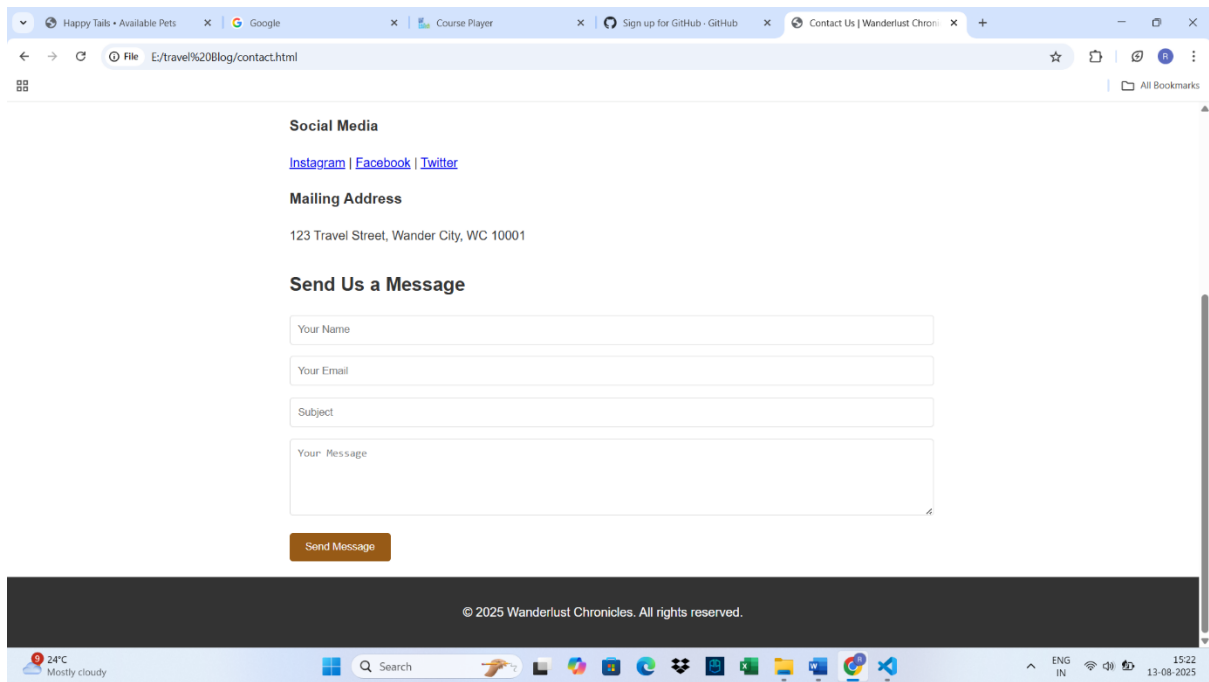 Happy Tails • Available Pets
Google
Course Player
Sign up for GitHub · GitHub
Contact Us | Wanderlust Chroni
File E:/travel%20Blog/contact.html
R
All Bookmarks
Social Media
Instagram | Facebook | Twitter
Mailing Address
123 Travel Street, Wander City, WC 10001
Send Us a Message
Your Name
Your Email
Subject
Your Message
Send Message
© 2025 Wanderlust Chronicles. All rights reserved.
9
24°C
Mostly cloudy
Search
ENG
IN
15:22
13-08-2025